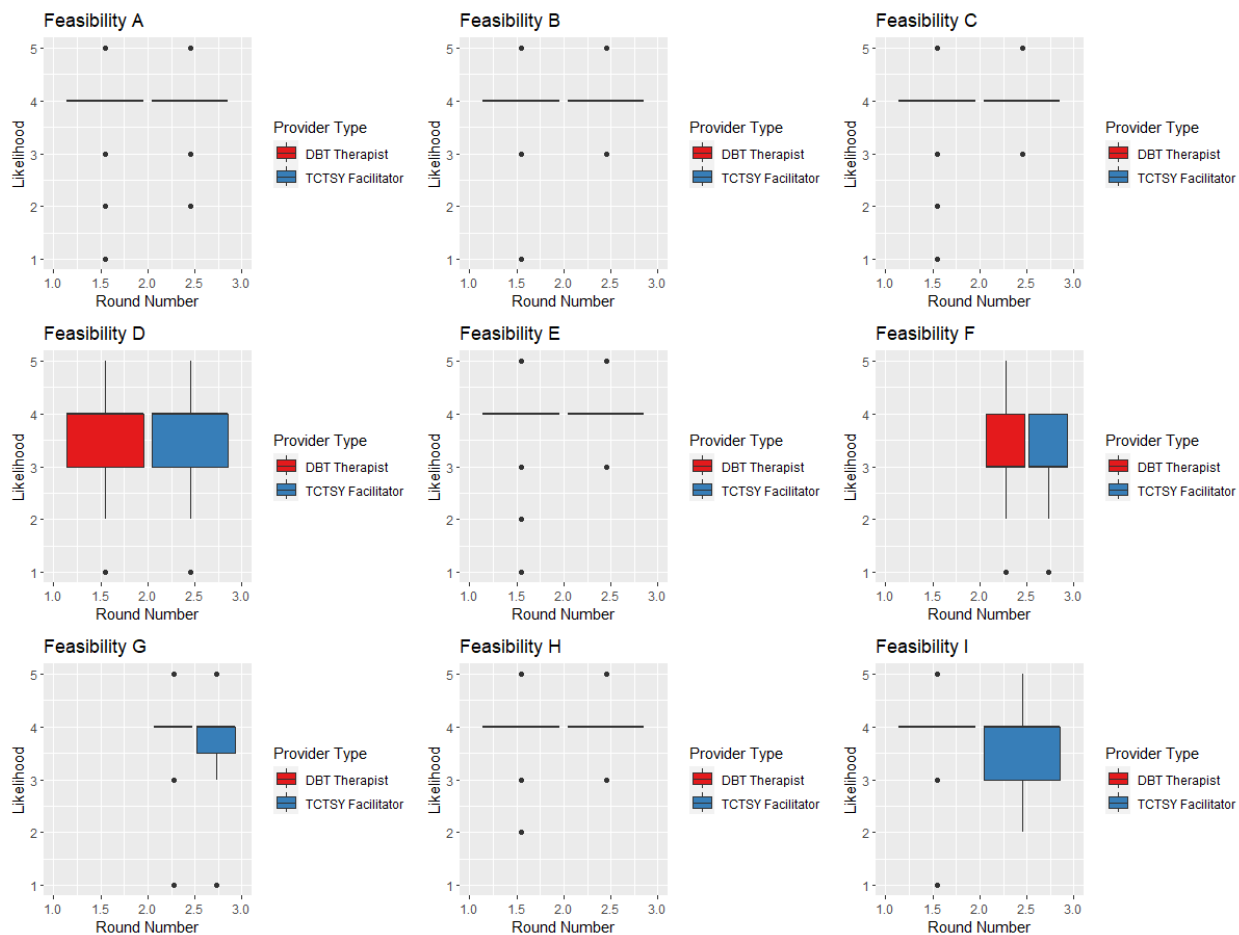 Feasibility A
5
4
3
2
1
Likelihood
1.0 1.5 2.0 2.5 3.0
Round Number
Provider Type
DBT Therapist
TCTSY Facilitator
Feasibility B
5
4
3
2
1
Likelihood
1.0 1.5 2.0 2.5 3.0
Round Number
Provider Type
DBT Therapist
TCTSY Facilitator
Feasibility C
5
4
3
2
1
Likelihood
1.0 1.5 2.0 2.5 3.0
Round Number
Provider Type
DBT Therapist
TCTSY Facilitator
Feasibility D
5
4
3
2
1
Likelihood
1.0 1.5 2.0 2.5 3.0
Round Number
Provider Type
DBT Therapist
TCTSY Facilitator
Feasibility E
5
4
3
2
1
Likelihood
1.0 1.5 2.0 2.5 3.0
Round Number
Provider Type
DBT Therapist
TCTSY Facilitator
Feasibility F
5
4
3
2
1
Likelihood
1.0 1.5 2.0 2.5 3.0
Round Number
Provider Type
DBT Therapist
TCTSY Facilitator
Feasibility G
5
4
3
2
1
Likelihood
1.0 1.5 2.0 2.5 3.0
Round Number
Provider Type
DBT Therapist
TCTSY Facilitator
Feasibility H
5
4
3
2
1
Likelihood
1.0 1.5 2.0 2.5 3.0
Round Number
Provider Type
DBT Therapist
TCTSY Facilitator
Feasibility I
5
4
3
2
1
Likelihood
1.0 1.5 2.0 2.5 3.0
Round Number
Provider Type
DBT Therapist
TCTSY Facilitator